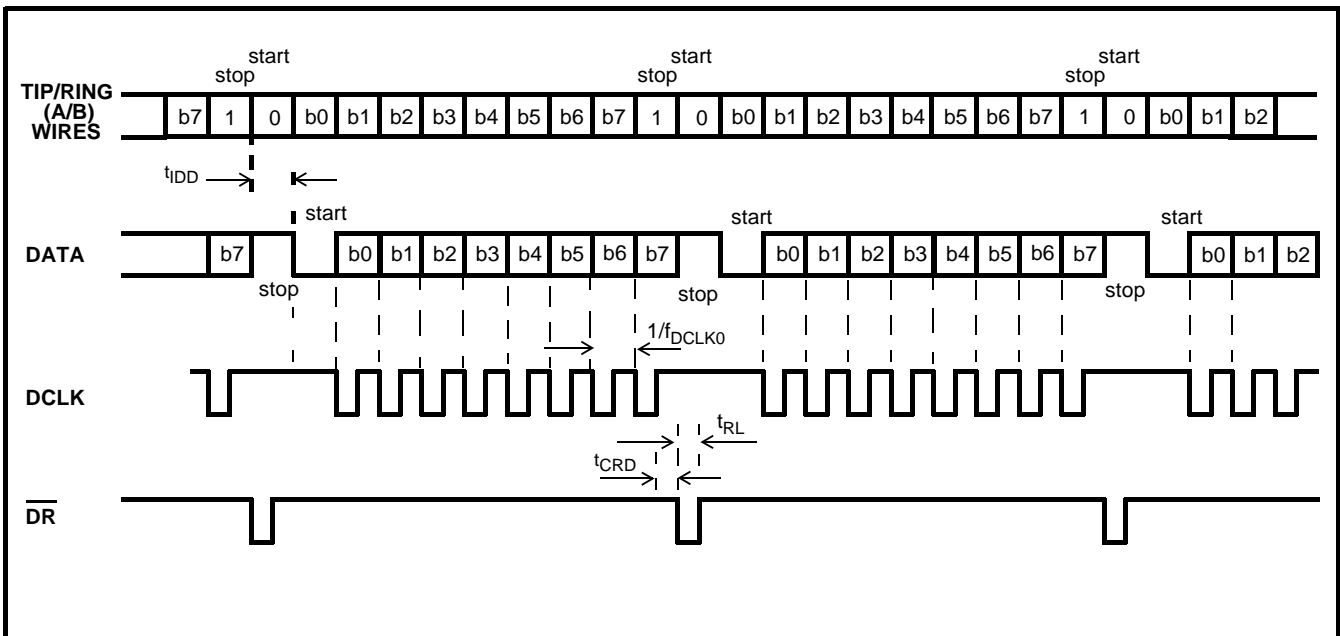 start start start
stop stop stop
TIP/RING
(A/B)
WIRES
b7 1 0 b0 b1 b2 b3 b4 b5 b6 b7 1 0 b0 b1 b2 b3 b4 b5 b6 b7 1 0 b0 b1 b2
tIDD
start start start
DATA
b7 b0 b1 b2 b3 b4 b5 b6 b7 b0 b1 b2 b3 b4 b5 b6 b7 b0 b1 b2
stop stop stop
1/fDCLK0
DCLK
tRL
tCRD
DR